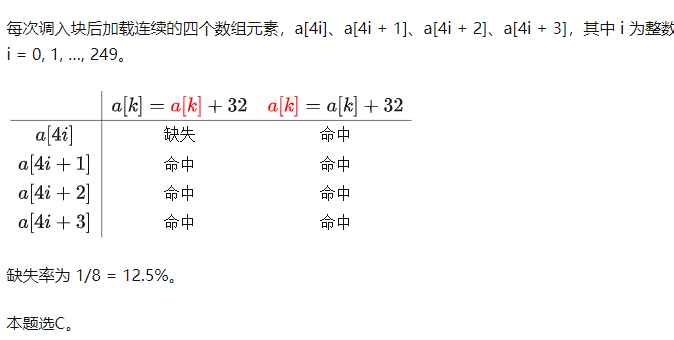 每次调入块后加载连续的四个数组元素，a[4i]、a[4i + 1]、a[4i + 2]、a[4i + 3]，其中 i 为整数
i = 0, 1, ..., 249。
a[k] = a[k] + 32 a[k] = a[k] + 32
a[4i] 缺失 命中
a[4i + 1] 命中 命中
a[4i + 2] 命中 命中
a[4i + 3] 命中 命中
缺失率为 1/8 = 12.5%。
本题选C。